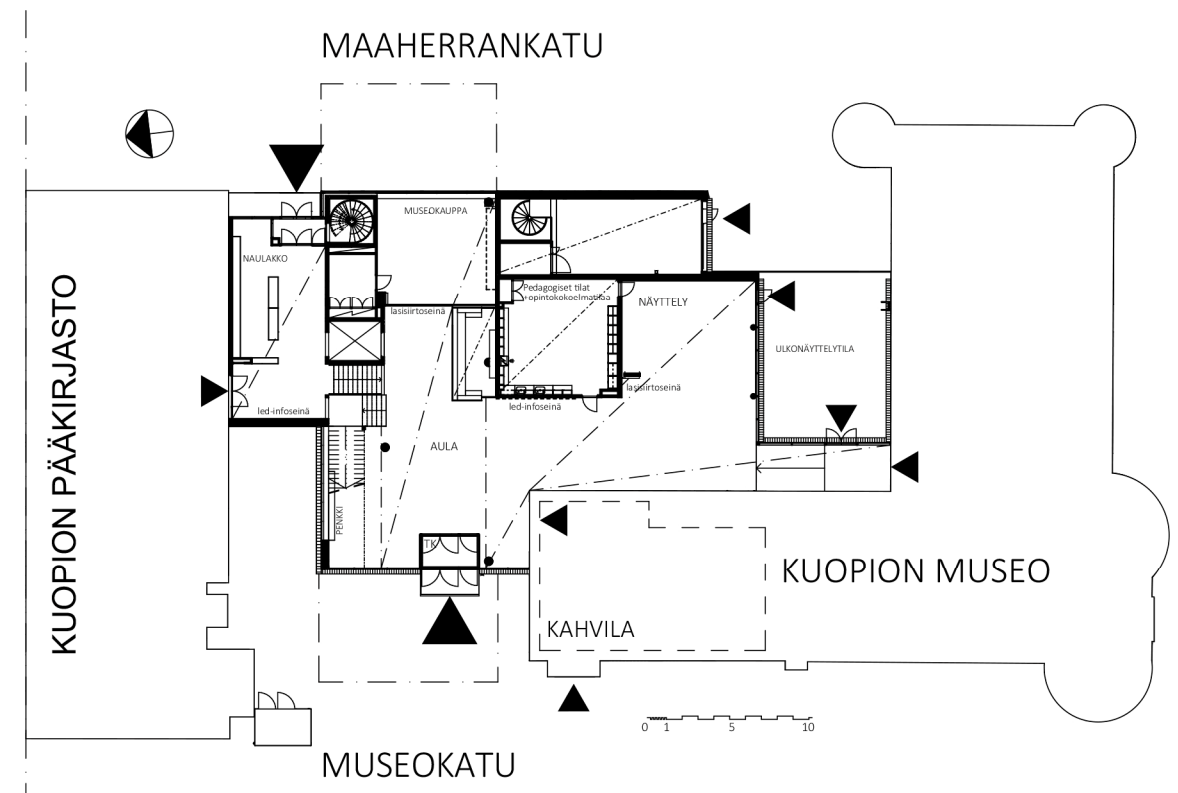 MAAHERRANKATU
MUSEOKAUPPA
NAULAKKO
Pedagogiset tilat
+opintokokoelmatilaa
NÄYTTELY
lasisiirtoseinä
ULKONÄYTTELYTILA
lasisiirtoseinä
led-infoseinä
led-infoseinä
AULA
KUOPION PÄÄKIRJASTO
PENKKI
TK
KUOPION MUSEO
KAHVILA
0 1 5 10
MUSEOKATU